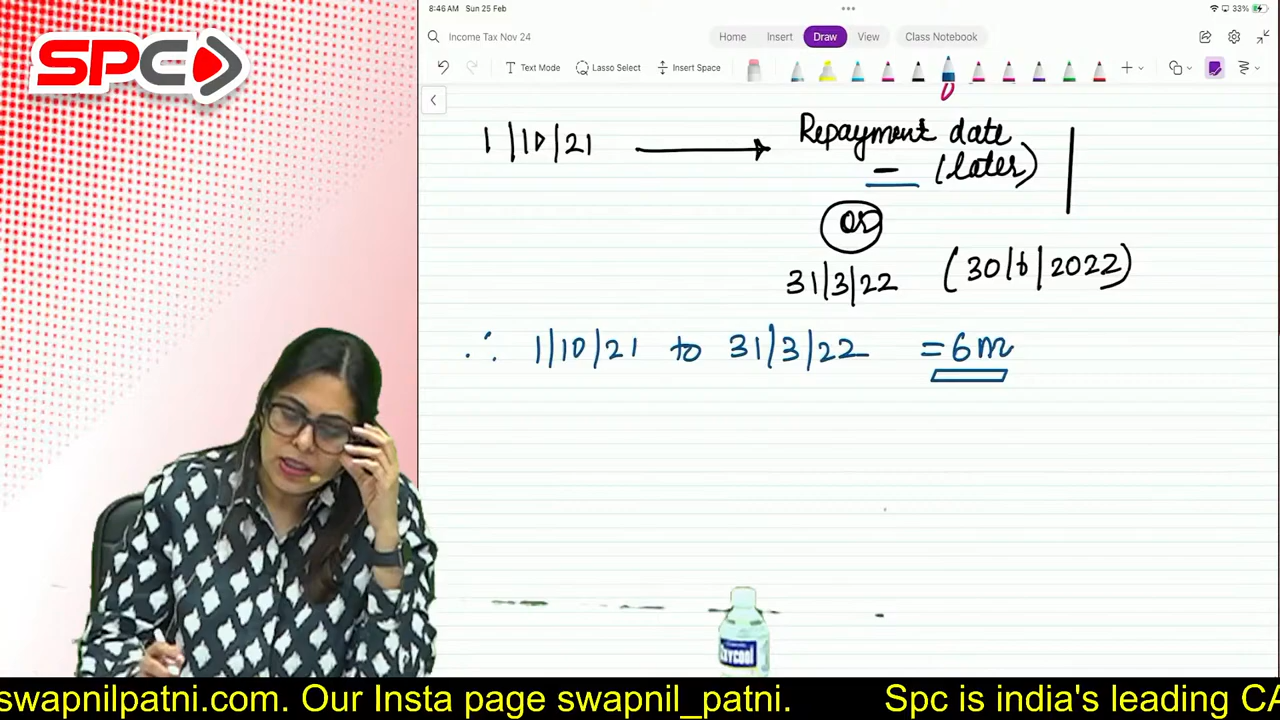 8:46 AM Sun 25 Feb
33%
SPC
Income Tax Nov 24
Home Insert Draw View Class Notebook
Text Mode Lasso Select Insert Space
1/10/21 → Repayment date
– (later)
or
31/3/22 (30/6/2022)
∴ 1/10/21 to 31/3/22 = 6m
swapnilpatni.com. Our Insta page swapnil_patni. Spc is india's leading CA